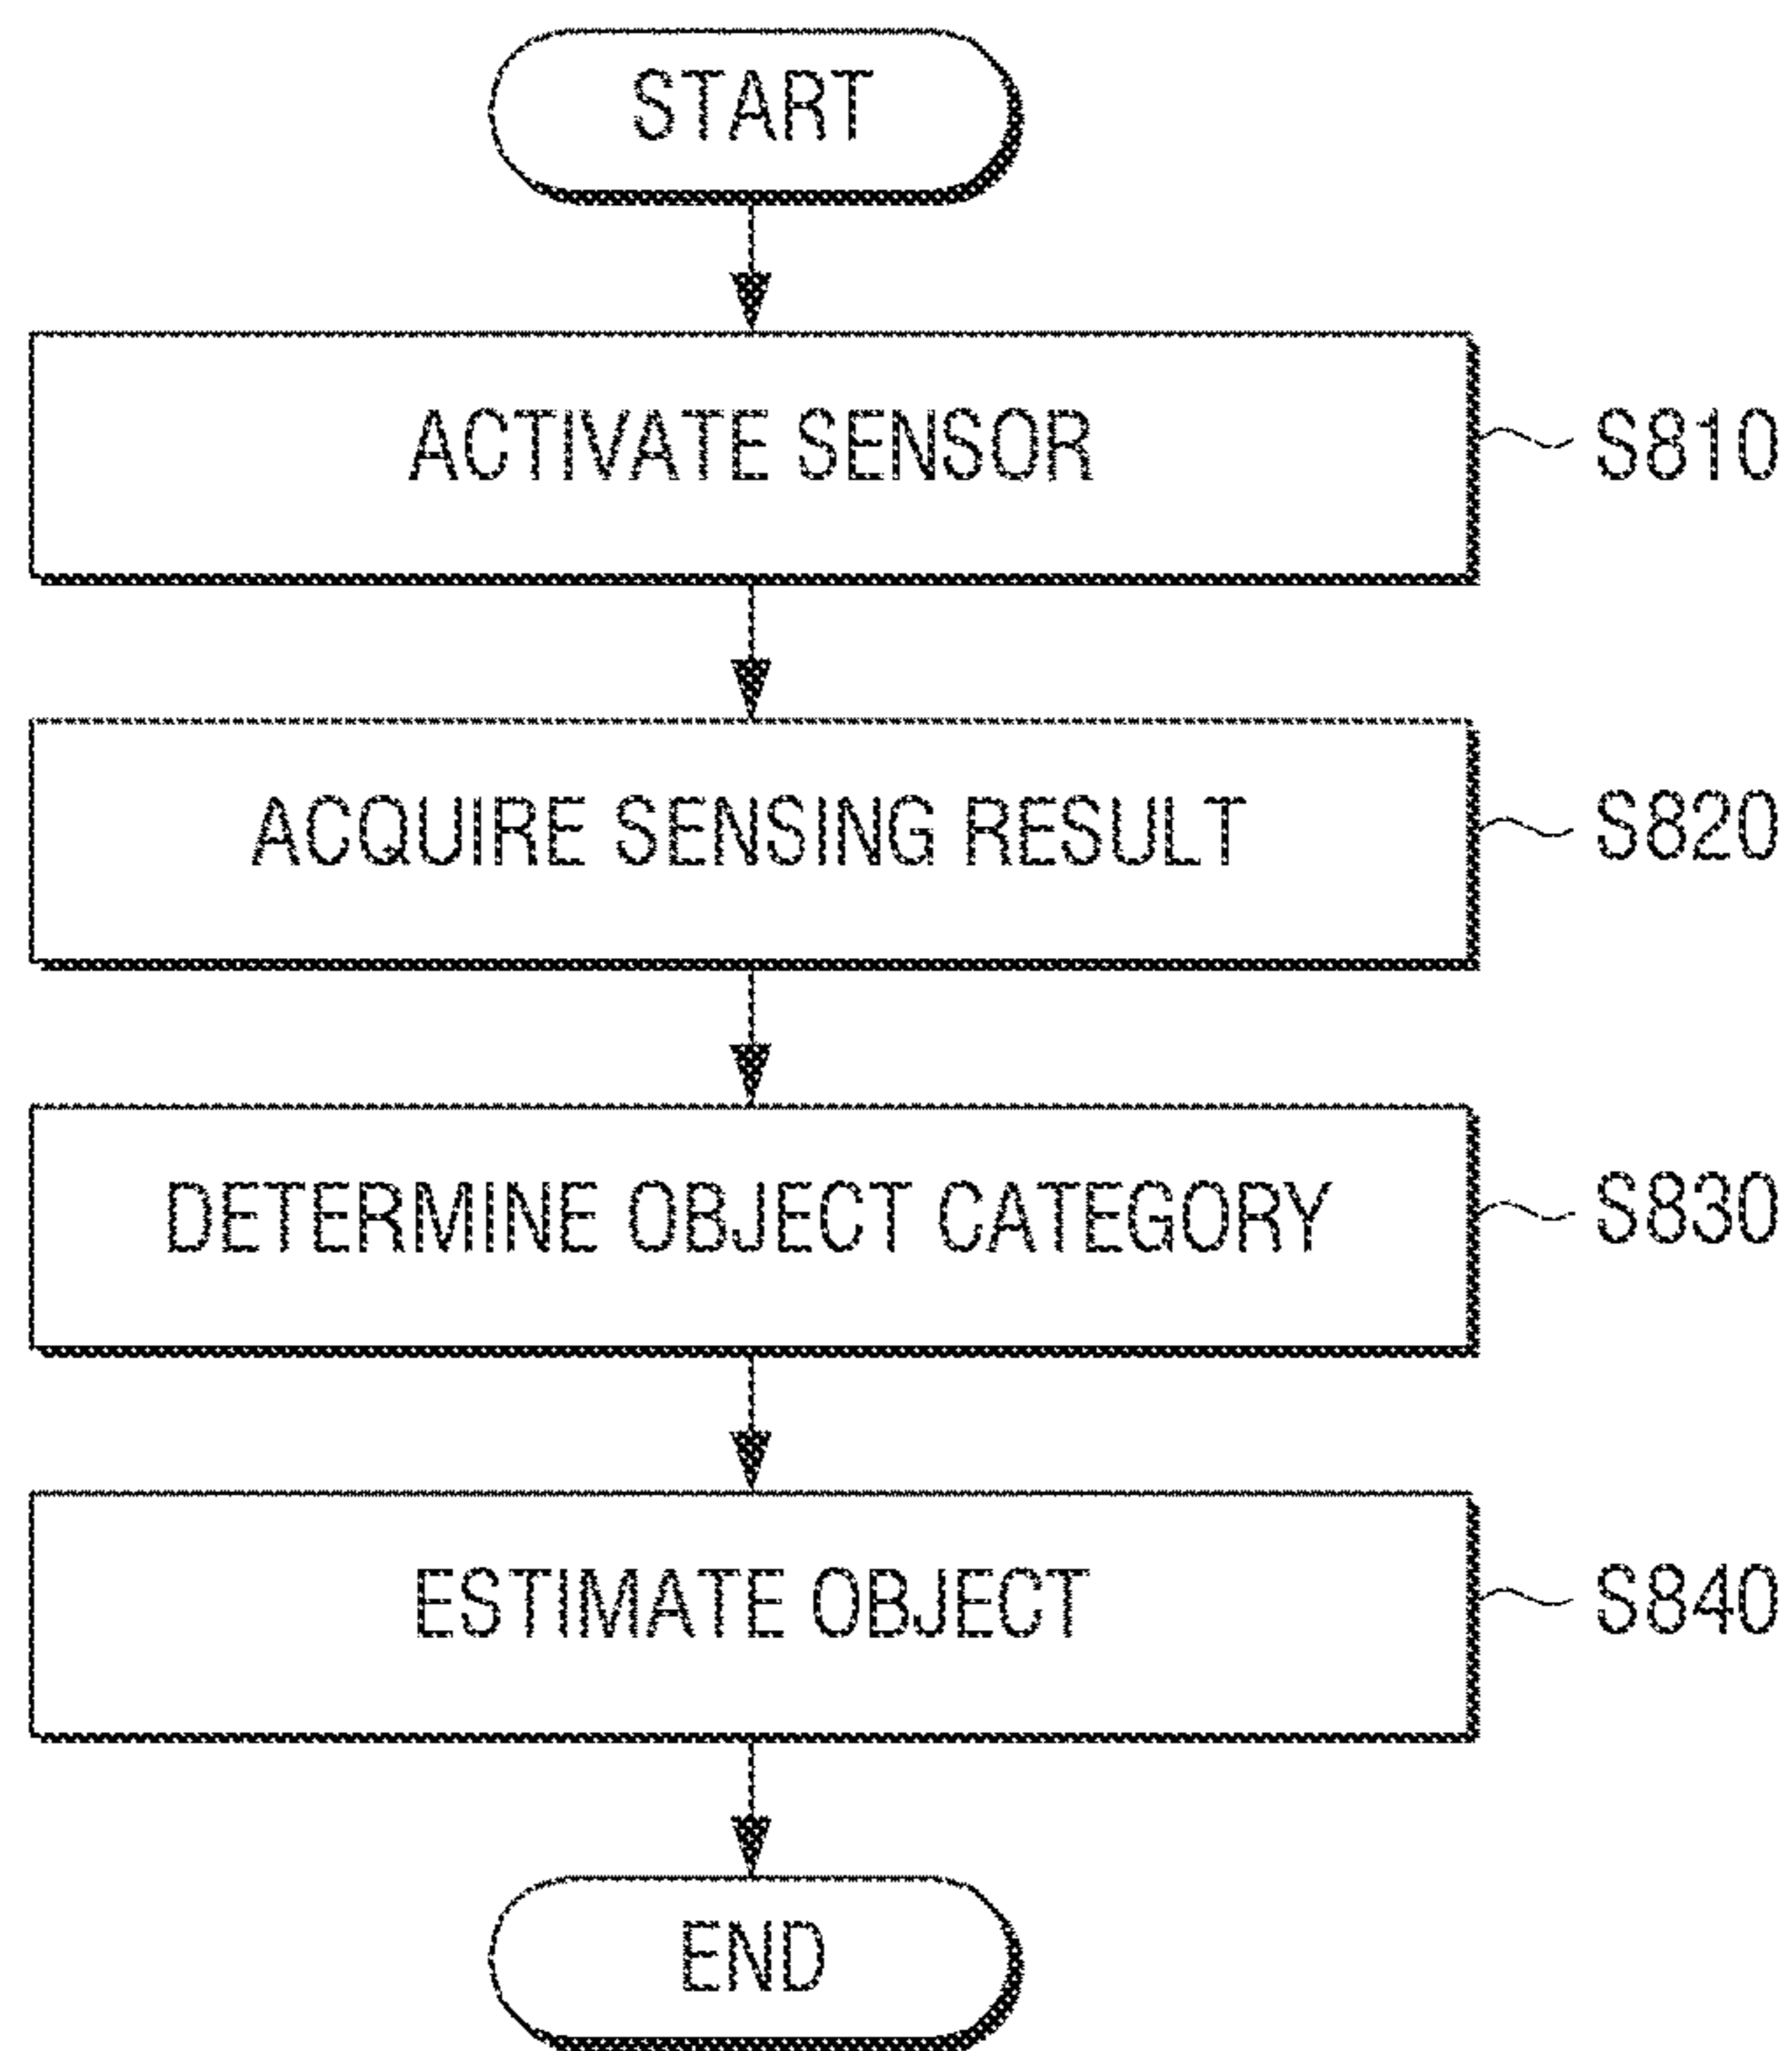 START
ACTIVATE SENSOR S810
ACQUIRE SENSING RESULT S820
DETERMINE OBJECT CATEGORY S830
ESTIMATE OBJECT S840
END